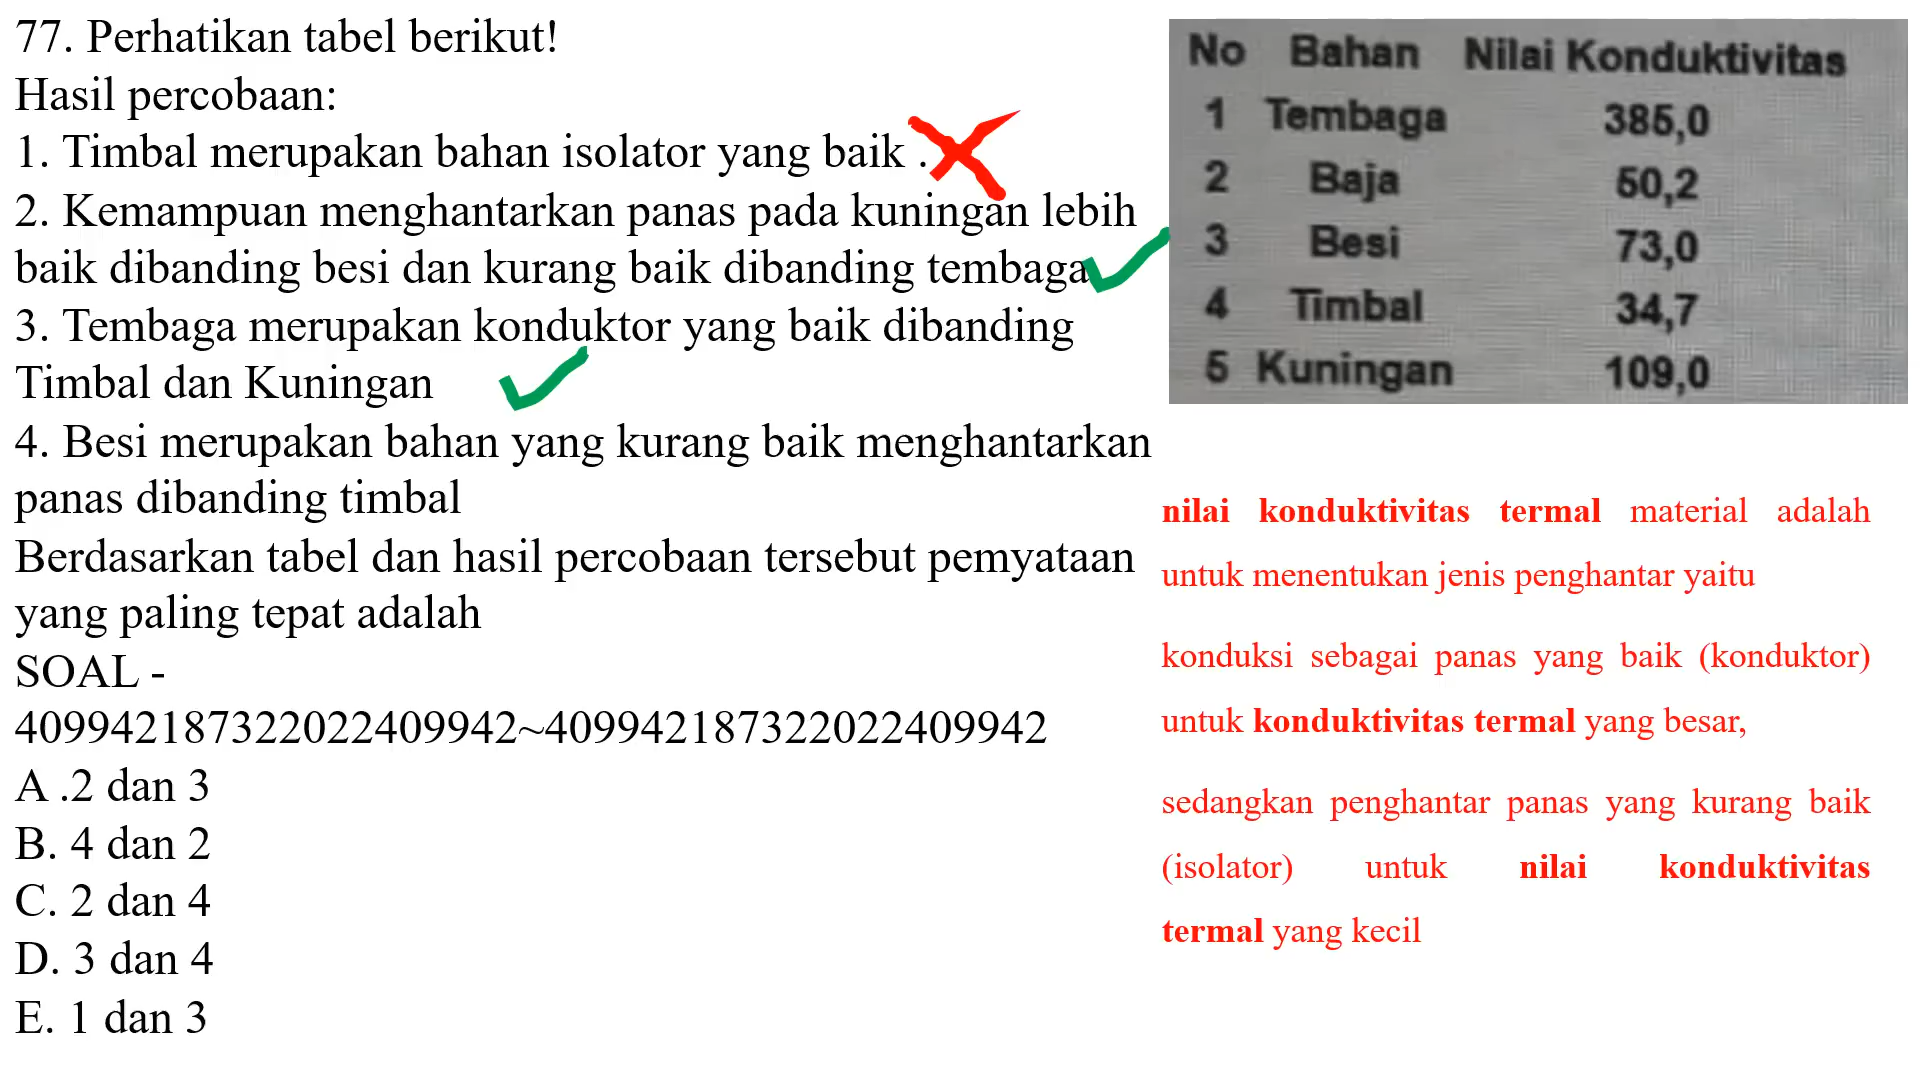 77. Perhatikan tabel berikut!
Hasil percobaan:
1. Timbal merupakan bahan isolator yang baik .
2. Kemampuan menghantarkan panas pada kuningan lebih
baik dibanding besi dan kurang baik dibanding tembaga
3. Tembaga merupakan konduktor yang baik dibanding
Timbal dan Kuningan
4. Besi merupakan bahan yang kurang baik menghantarkan
panas dibanding timbal
Berdasarkan tabel dan hasil percobaan tersebut pemyataan
yang paling tepat adalah
SOAL -
409942187322022409942~409942187322022409942
A .2 dan 3
B. 4 dan 2
C. 2 dan 4
D. 3 dan 4
E. 1 dan 3
No Bahan Nilai Konduktivitas
1 Tembaga 385,0
2 Baja 50,2
3 Besi 73,0
4 Timbal 34,7
5 Kuningan 109,0
nilai konduktivitas termal material adalah
untuk menentukan jenis penghantar yaitu
konduksi sebagai panas yang baik (konduktor)
untuk konduktivitas termal yang besar,
sedangkan penghantar panas yang kurang baik
(isolator) untuk nilai konduktivitas
termal yang kecil